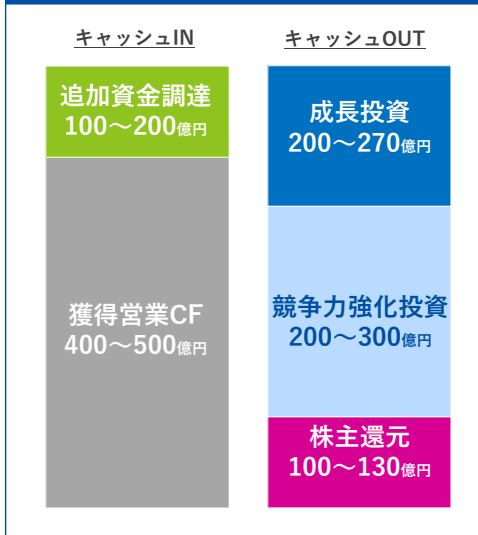 キャッシュIN
追加資金調達
100～200億円
獲得営業CF
400～500億円
キャッシュOUT
成長投資
200～270億円
競争力強化投資
200～300億円
株主還元
100～130億円